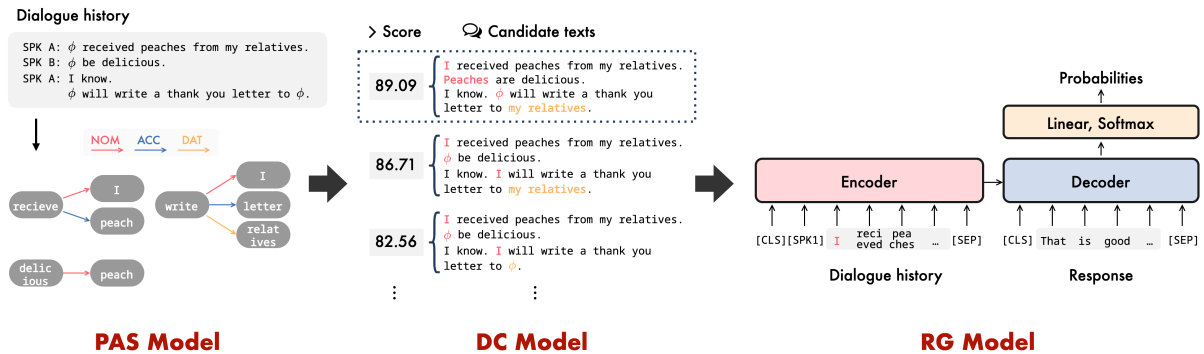 Dialogue history
SPK A: ϕ received peaches from my relatives.
SPK B: ϕ be delicious.
SPK A: I know.
ϕ will write a thank you letter to ϕ.
NOM ACC DAT
recieve
I
peach
write
I
letter
relat
ives
delic
ious
peach
PAS Model
Score
Candidate texts
89.09
I received peaches from my relatives.
Peaches are delicious.
I know. ϕ will write a thank you
letter to my relatives.
86.71
I received peaches from my relatives.
ϕ be delicious.
I know. I will write a thank you
letter to my relatives.
82.56
I received peaches from my relatives.
ϕ be delicious.
I know. I will write a thank you
letter to ϕ.
⋮ ⋮
DC Model
Probabilities
Linear, Softmax
Encoder
Decoder
[CLS][SPK1] I reci pea … [SEP]
eved ches
Dialogue history
[CLS] That is good … [SEP]
Response
RG Model